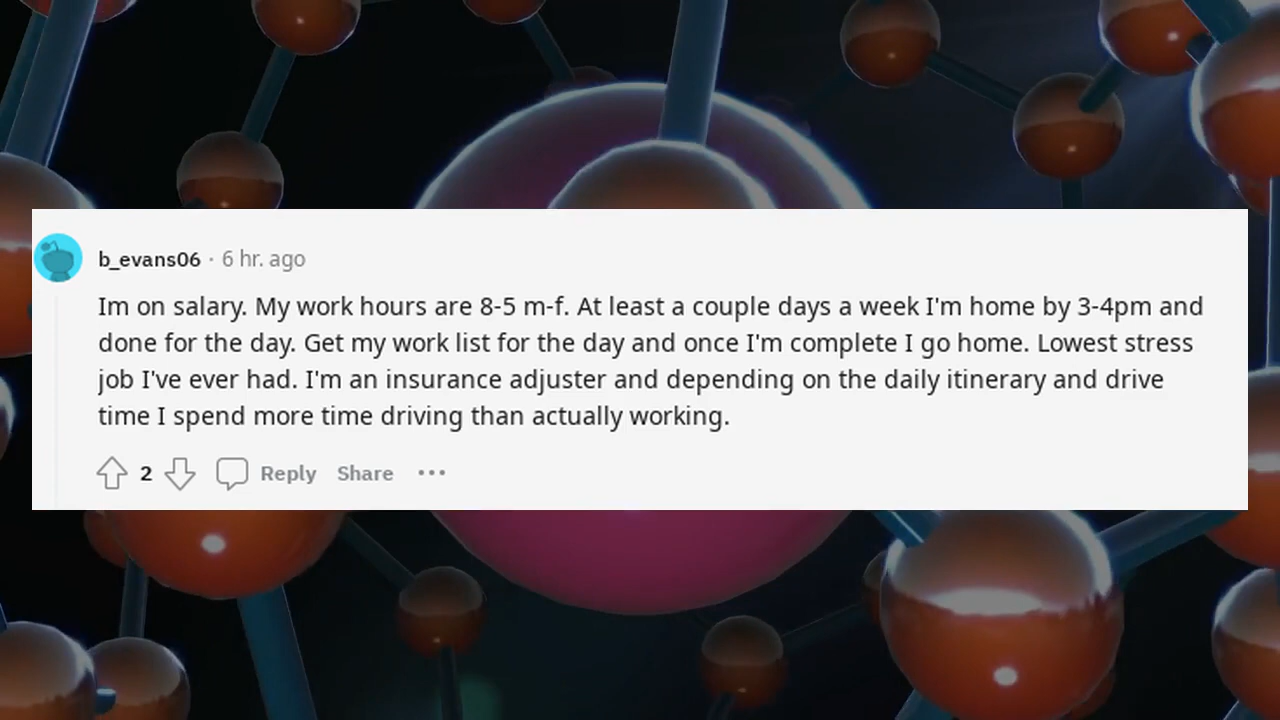 b_evans06 · 6 hr. ago
Im on salary. My work hours are 8-5 m-f. At least a couple days a week I'm home by 3-4pm and
done for the day. Get my work list for the day and once I'm complete I go home. Lowest stress
job I've ever had. I'm an insurance adjuster and depending on the daily itinerary and drive
time I spend more time driving than actually working.
2 Reply Share ···